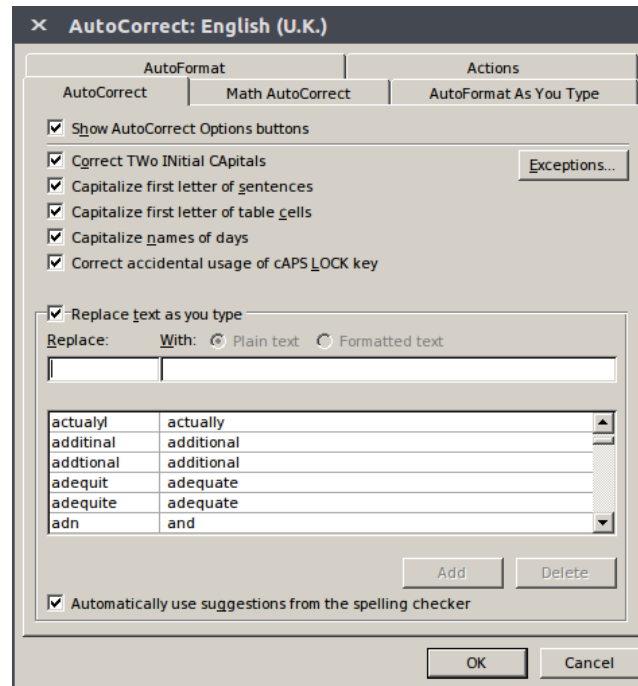 AutoCorrect: English (U.K.)
AutoFormat Actions
AutoCorrect Math AutoCorrect AutoFormat As You Type
Show AutoCorrect Options buttons
Correct TWo INitial CApitals Exceptions...
Capitalize first letter of sentences
Capitalize first letter of table cells
Capitalize names of days
Correct accidental usage of cAPS LOCK key
Replace text as you type
Replace: With: Plain text Formatted text
actualyl actually
additinal additional
addtional additional
adequit adequate
adequite adequate
adn and
Add Delete
Automatically use suggestions from the spelling checker
OK Cancel